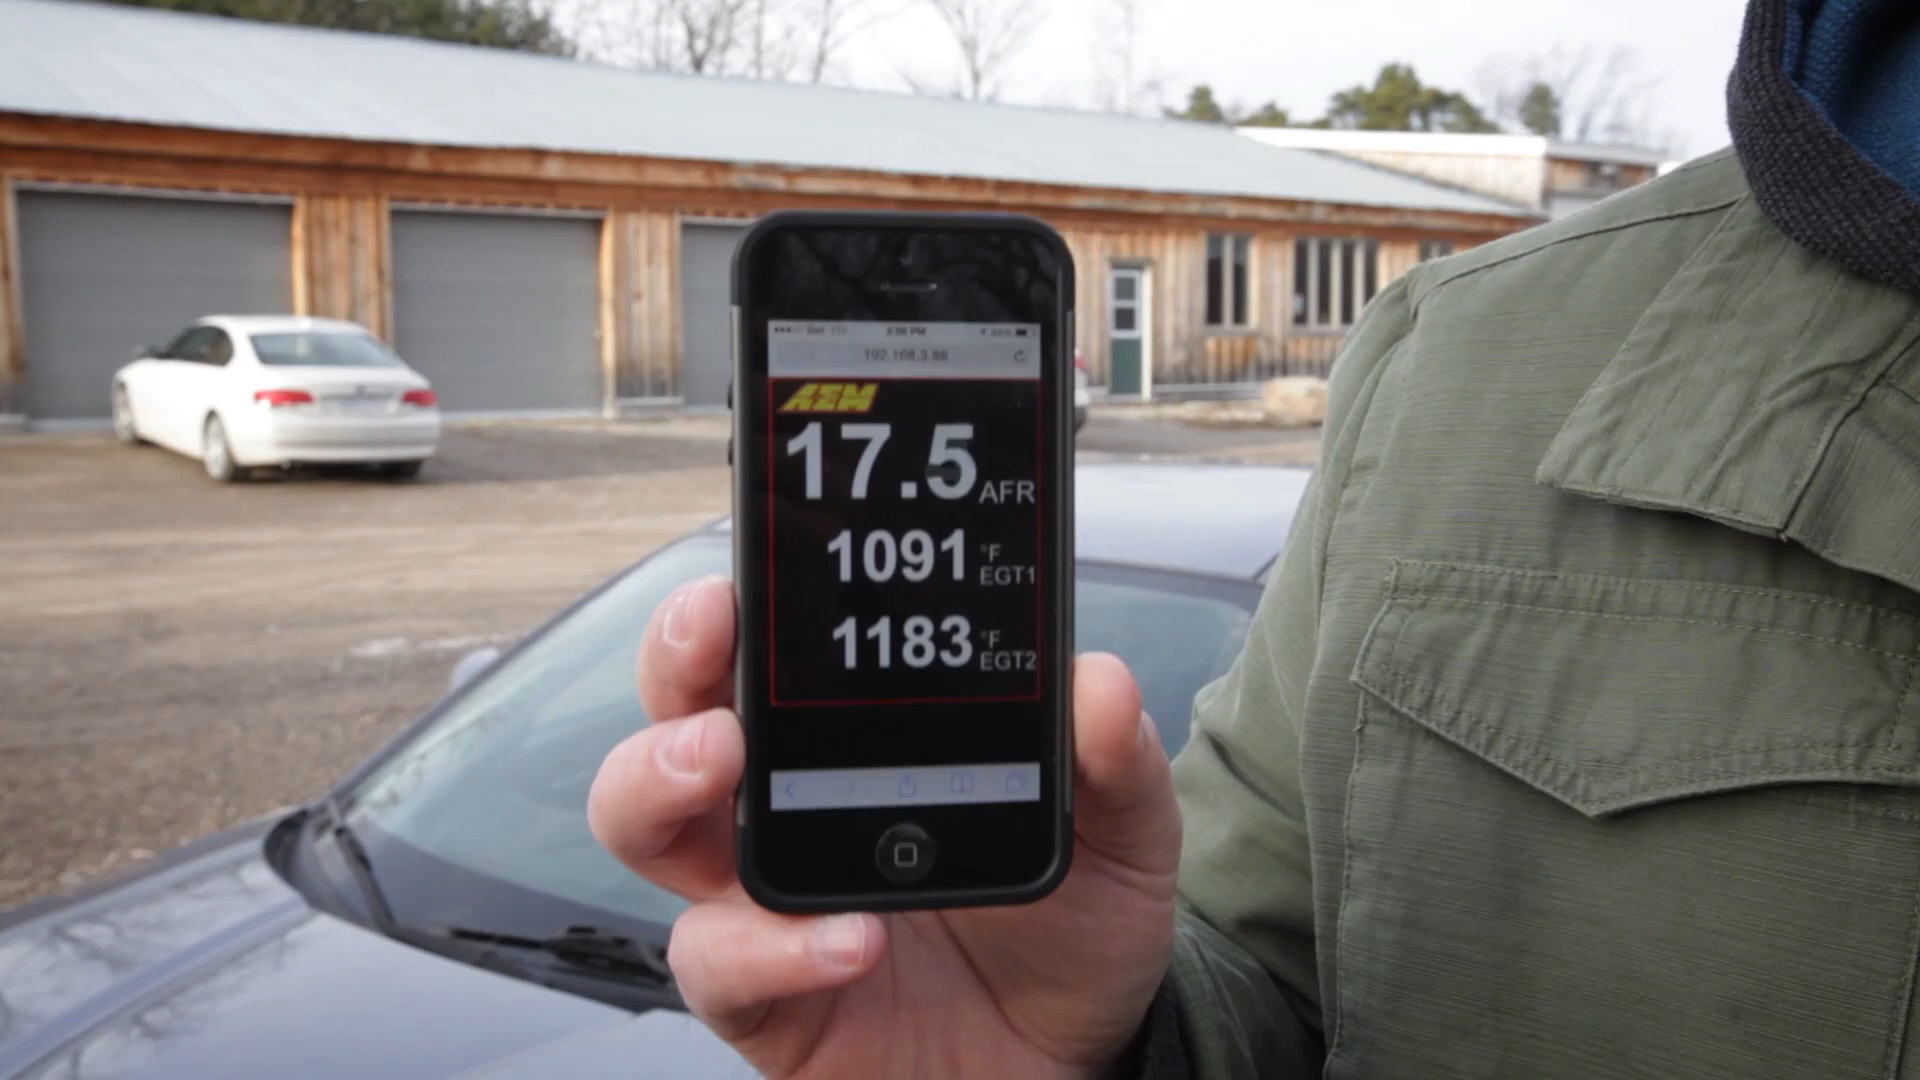 192.168.3.88
AEM
17.5 AFR
1091 °F EGT1
1183 °F EGT2